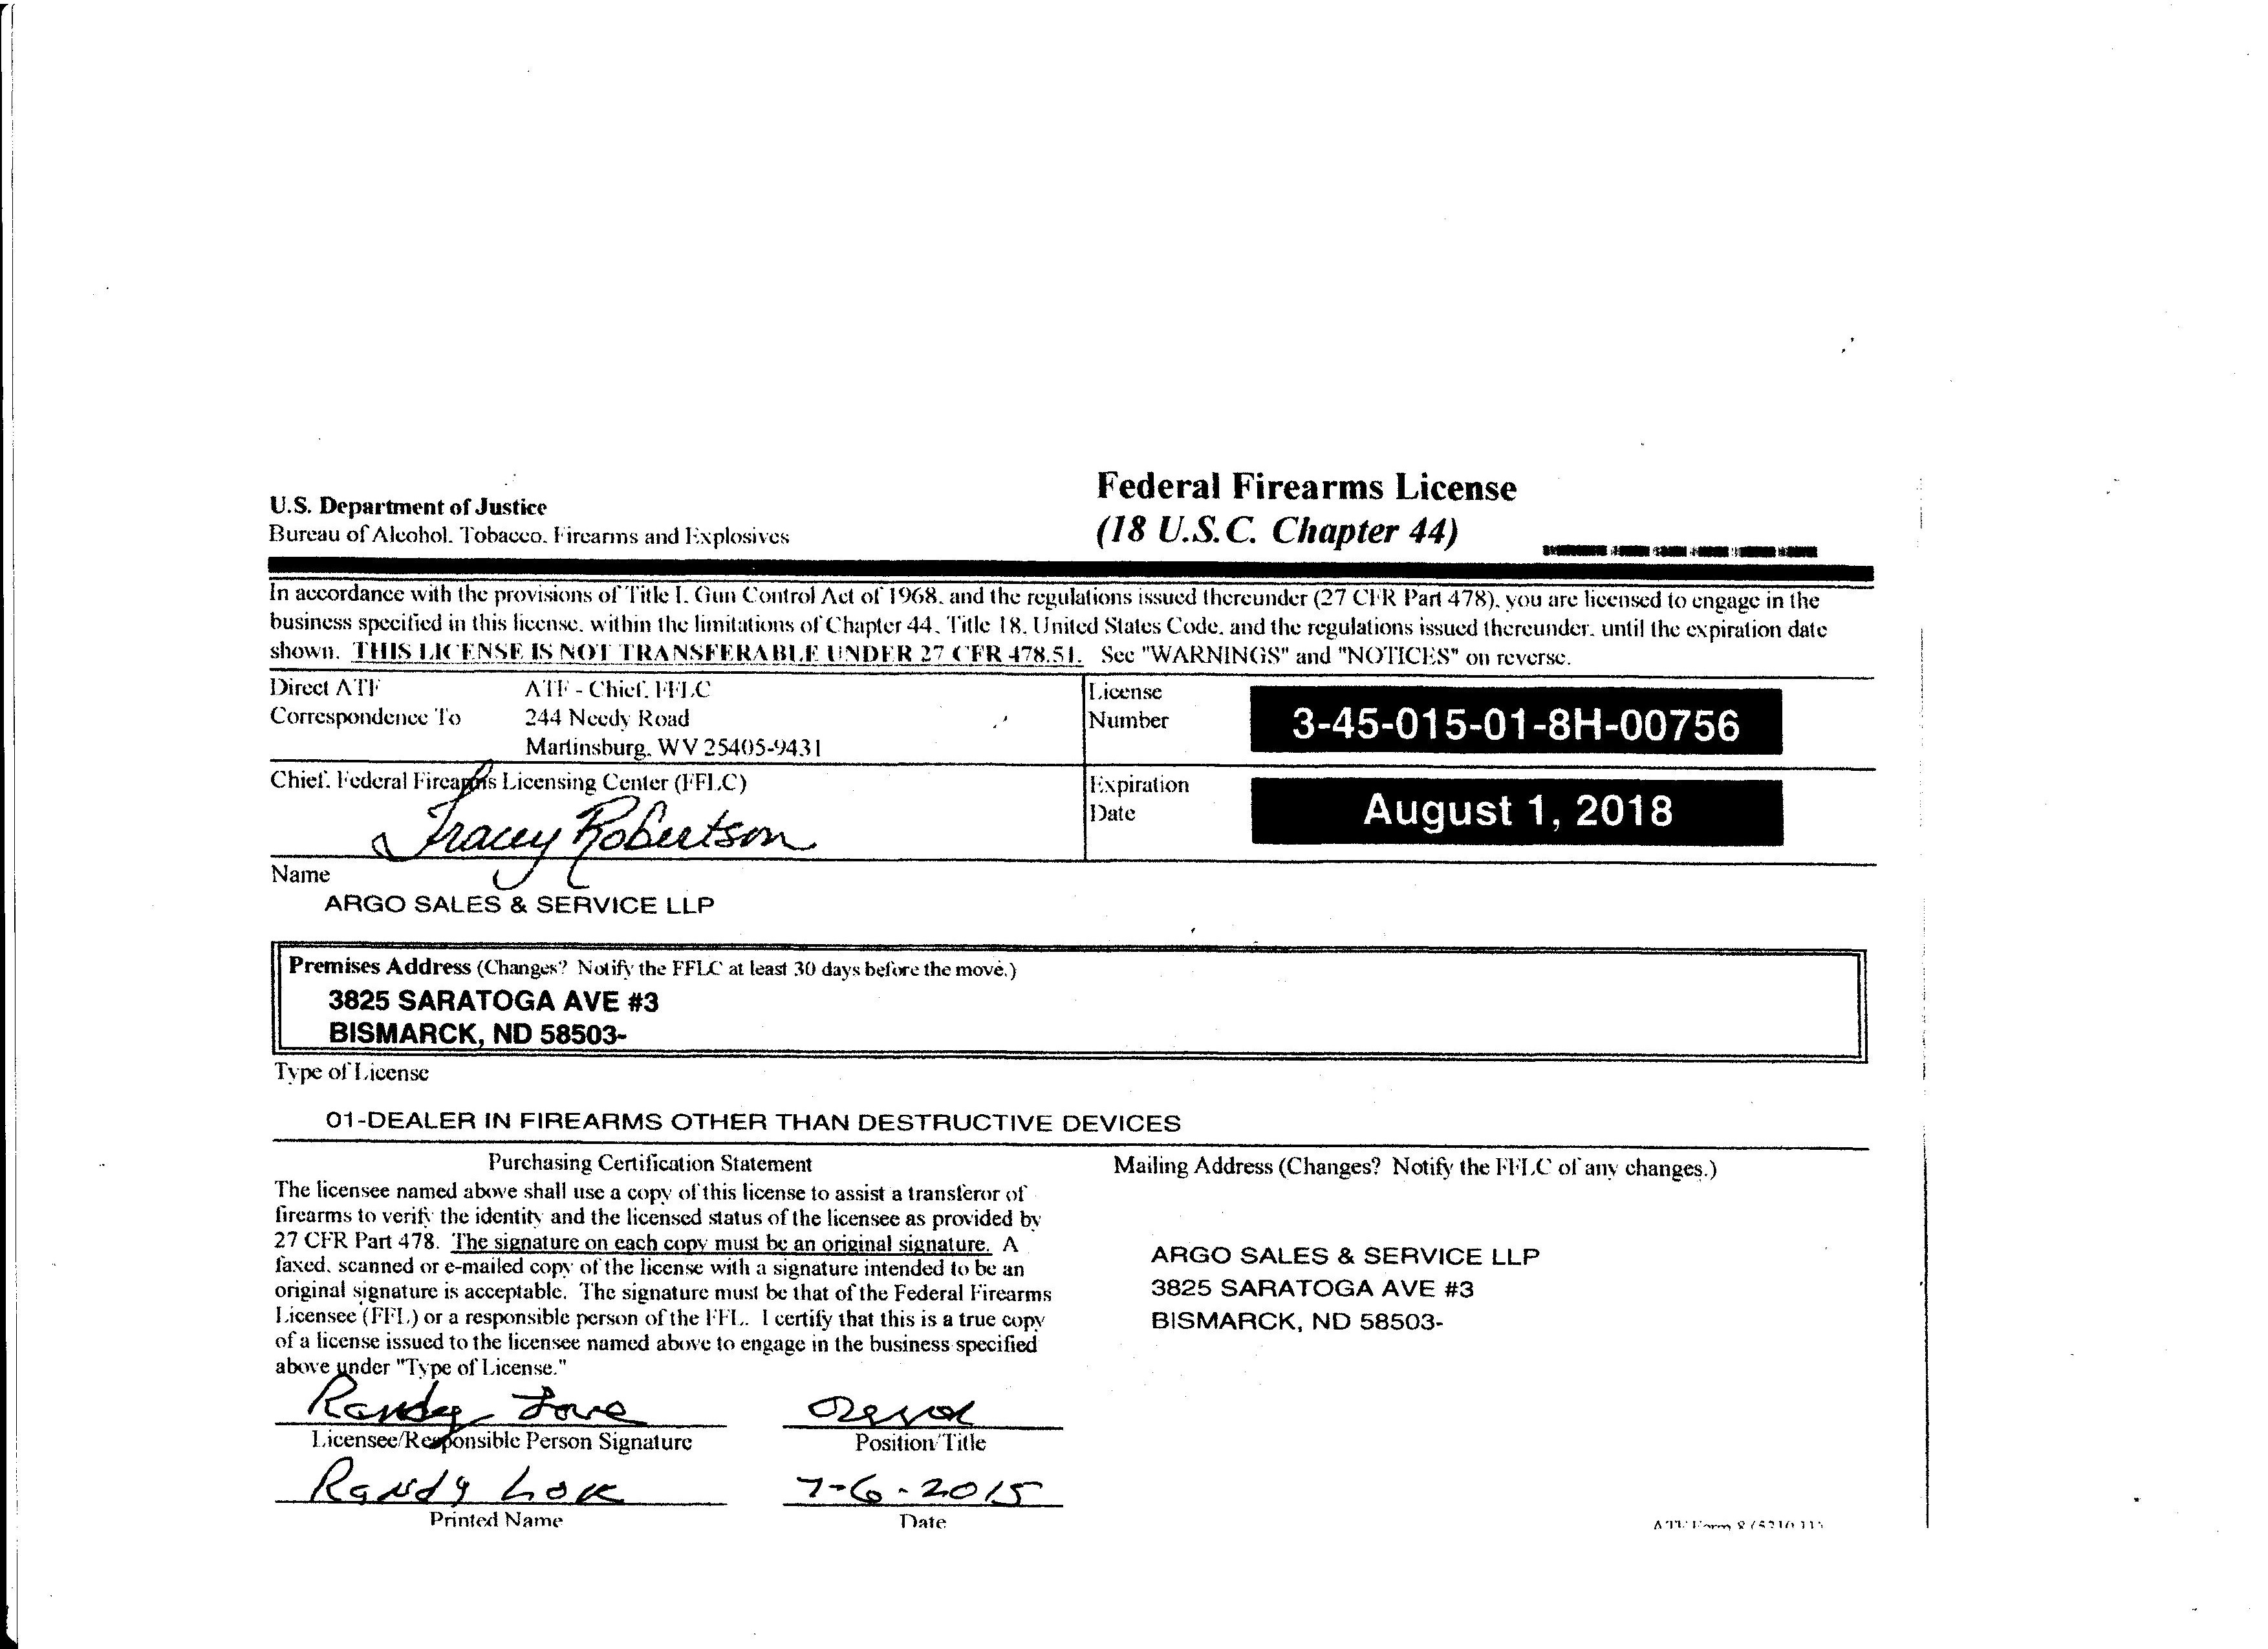 U.S. Department of Justice
Bureau of Alcohol, Tobacco, Firearms and Explosives
Federal Firearms License
(18 U.S.C. Chapter 44)
In accordance with the provisions of Title I, Gun Control Act of 1968, and the regulations issued thereunder (27 CFR Part 478), you are licensed to engage in the
business specified in this license, within the limitations of Chapter 44, Title 18, United States Code, and the regulations issued thereunder, until the expiration date
shown. THIS LICENSE IS NOT TRANSFERABLE UNDER 27 CFR 478.51. See "WARNINGS" and "NOTICES" on reverse.
Direct ATF
Correspondence To
ATF - Chief, FFLC
244 Needy Road
Martinsburg, WV 25405-9431
License
Number
3-45-015-01-8H-00756
Chief, Federal Firearms Licensing Center (FFLC)
Tracey Robertson
Expiration
Date
August 1, 2018
Name
ARGO SALES & SERVICE LLP
Premises Address (Changes? Notify the FFLC at least 30 days before the move.)
3825 SARATOGA AVE #3
BISMARCK, ND 58503-
Type of License
01-DEALER IN FIREARMS OTHER THAN DESTRUCTIVE DEVICES
Purchasing Certification Statement
The licensee named above shall use a copy of this license to assist a transferor of
firearms to verify the identity and the licensed status of the licensee as provided by
27 CFR Part 478. The signature on each copy must be an original signature. A
faxed, scanned or e-mailed copy of the license with a signature intended to be an
original signature is acceptable. The signature must be that of the Federal Firearms
Licensee (FFL) or a responsible person of the FFL. I certify that this is a true copy
of a license issued to the licensee named above to engage in the business specified
above under "Type of License."
Mailing Address (Changes? Notify the FFLC of any changes.)
ARGO SALES & SERVICE LLP
3825 SARATOGA AVE #3
BISMARCK, ND 58503-
Randy
Licensee/Responsible Person Signature
Position/Title
Randy
Printed Name
7-6-2015
Date
ATF Form 8 (5310.11)